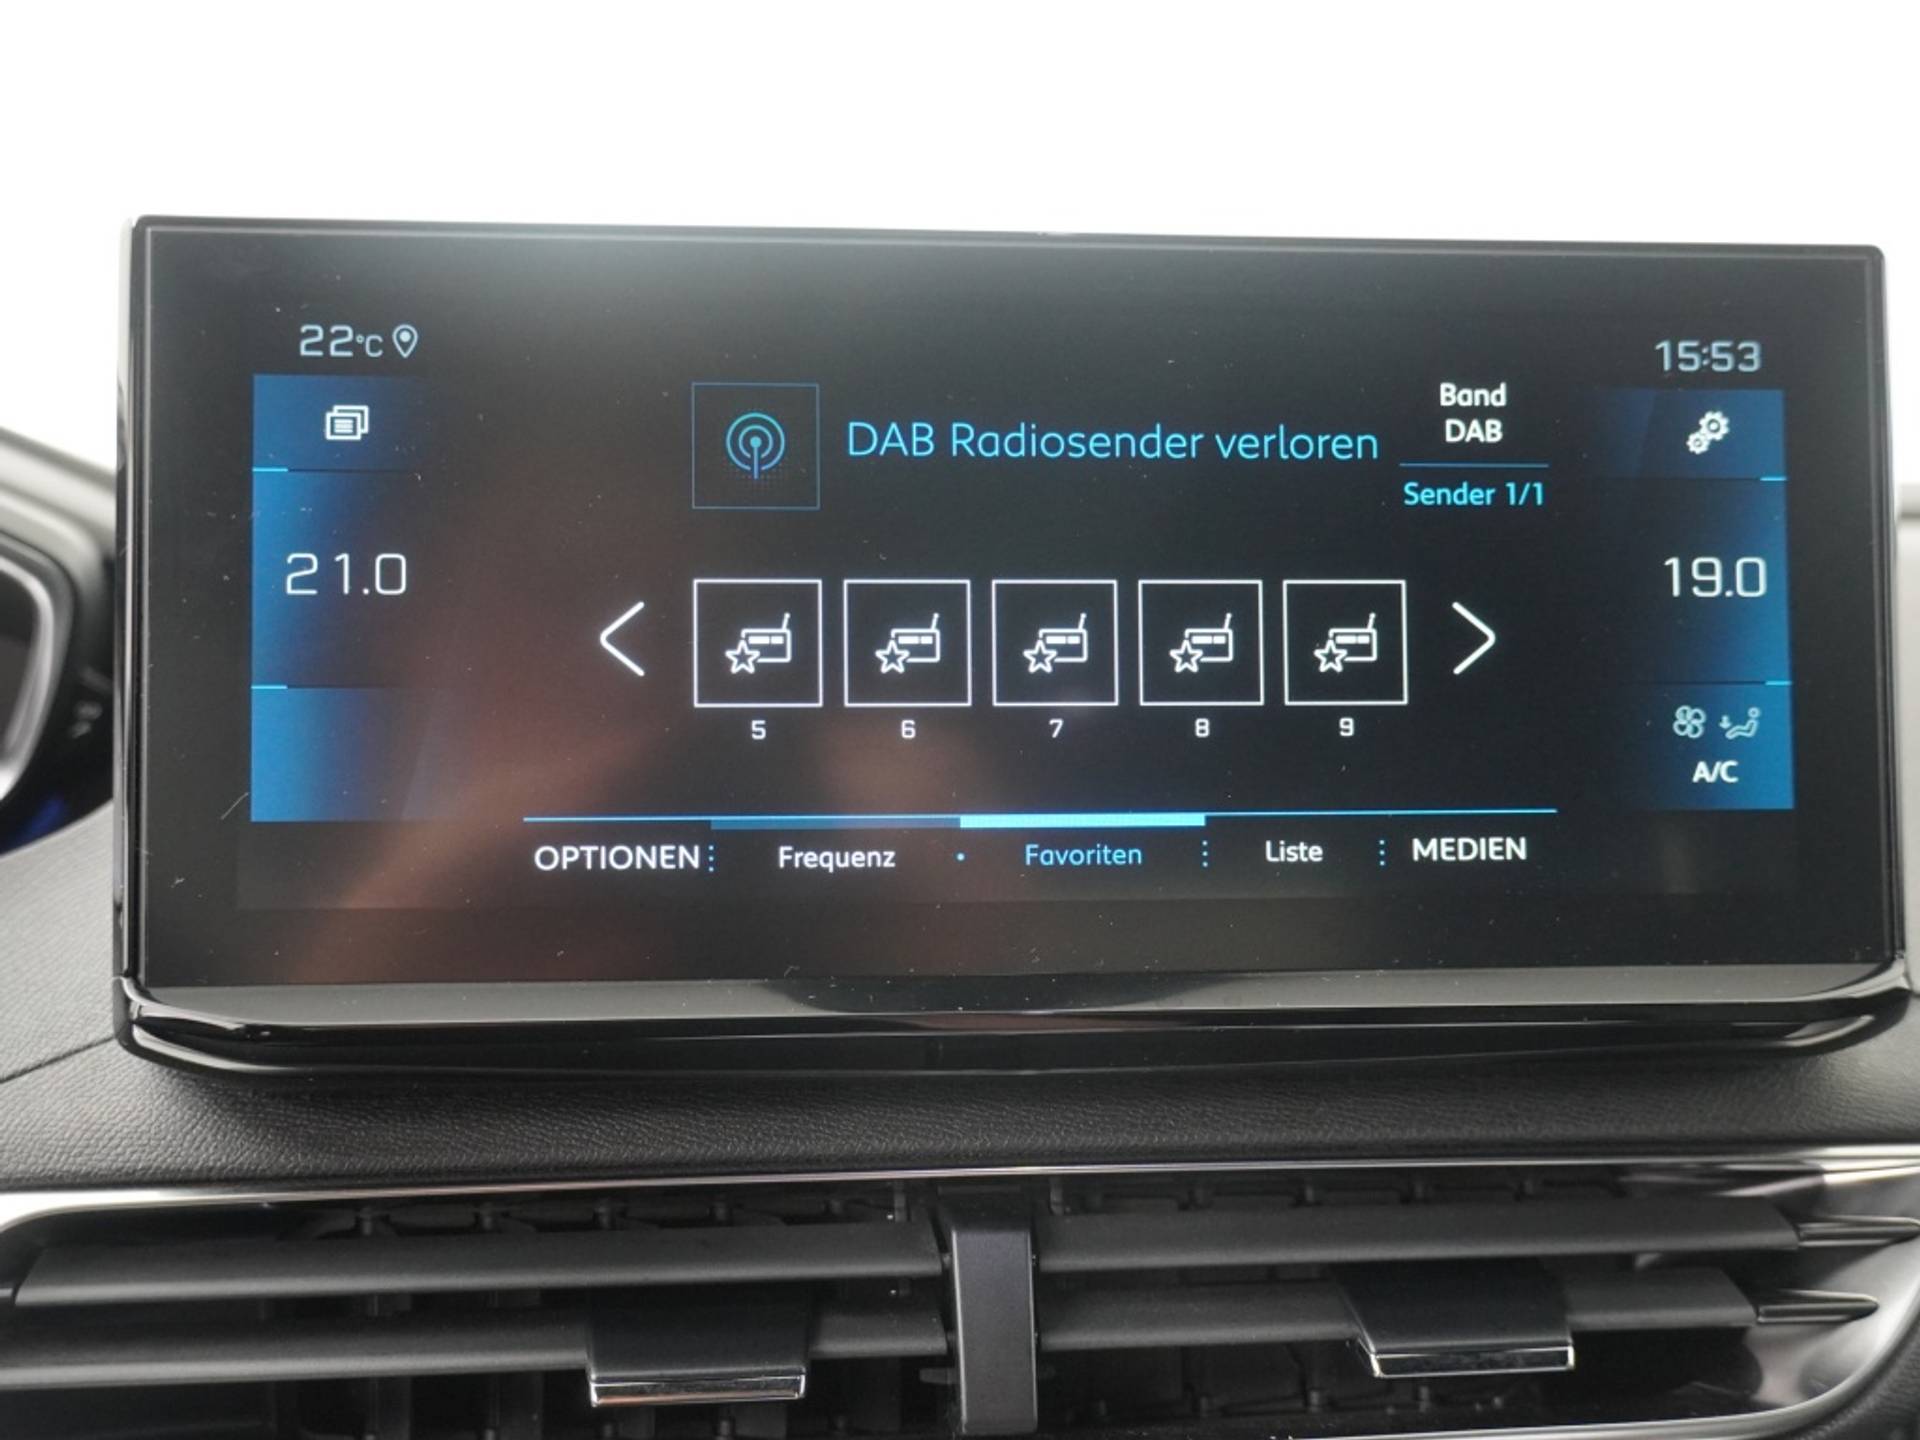 22°C
15:53
Band
DAB
DAB Radiosender verloren
Sender 1/1
21.0
19.0
5 6 7 8 9
A/C
OPTIONEN Frequenz Favoriten Liste MEDIEN